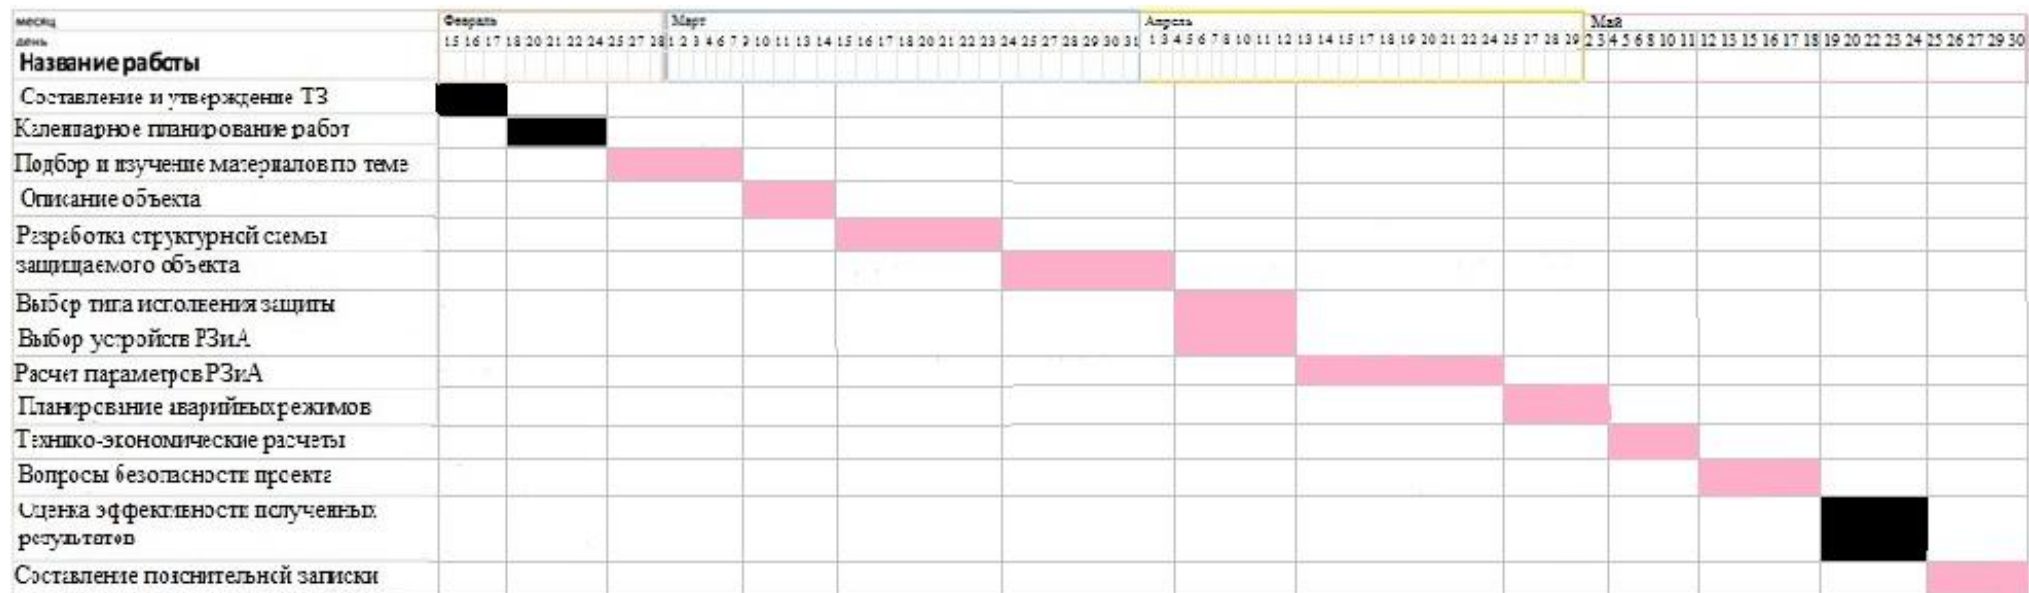 месяц
Февраль Март Апрель Май
день
15 16 17 18 20 21 22 24 25 27 28 1 2 3 4 6 7 9 10 11 13 14 15 16 17 18 20 21 22 23 24 25 27 28 29 30 31 1 3 4 5 6 7 8 10 11 12 13 14 15 17 18 19 20 21 22 24 25 27 28 29 2 3 4 5 6 8 10 11 12 13 15 16 17 18 19 20 22 23 24 25 26 27 29 30
Название работы
Составление и утверждение ТЗ
Календарное планирование работ
Подбор и изучение материалов по теме
Описание объекта
Разработка структурной схемы
защищаемого объекта
Выбор типа исполнения защиты
Выбор устройств РЗиА
Расчет параметров РЗиА
Планирование аварийных режимов
Технико-экономические расчеты
Вопросы безопасности проекта
Оценка эффективности полученных
результатов
Составление пояснительной записки